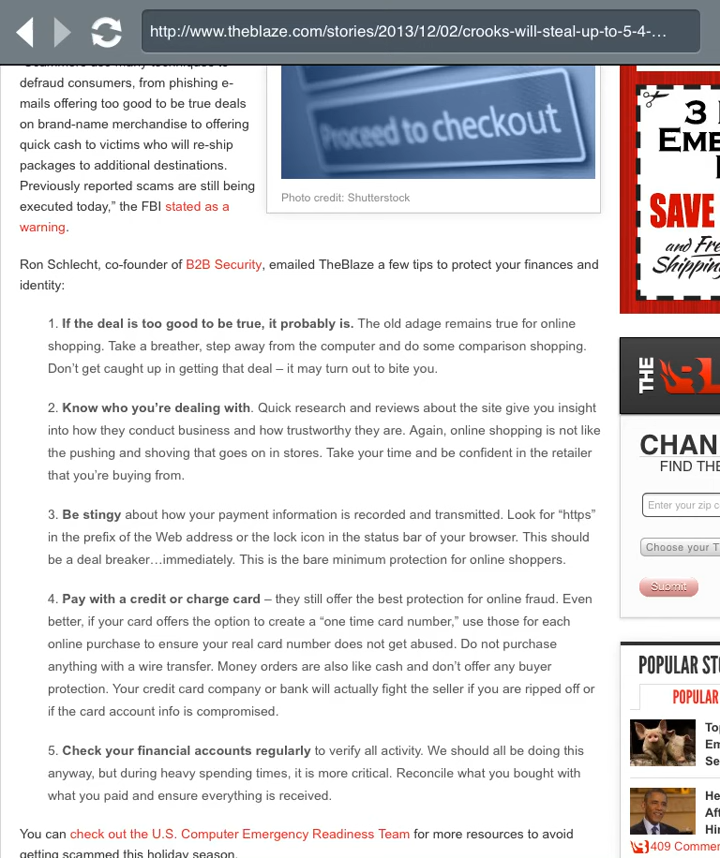 http://www.theblaze.com/stories/2013/12/02/crooks-will-steal-up-to-5-4-…
defraud consumers, from phishing e-
mails offering too good to be true deals
on brand-name merchandise to offering
quick cash to victims who will re-ship
packages to additional destinations.
Previously reported scams are still being
executed today,” the FBI stated as a
warning.
Proceed to checkout
Photo credit: Shutterstock
Ron Schlecht, co-founder of B2B Security, emailed TheBlaze a few tips to protect your finances and
identity:
1. If the deal is too good to be true, it probably is. The old adage remains true for online
shopping. Take a breather, step away from the computer and do some comparison shopping.
Don’t get caught up in getting that deal – it may turn out to bite you.
2. Know who you’re dealing with. Quick research and reviews about the site give you insight
into how they conduct business and how trustworthy they are. Again, online shopping is not like
the pushing and shoving that goes on in stores. Take your time and be confident in the retailer
that you’re buying from.
3. Be stingy about how your payment information is recorded and transmitted. Look for “https”
in the prefix of the Web address or the lock icon in the status bar of your browser. This should
be a deal breaker…immediately. This is the bare minimum protection for online shoppers.
4. Pay with a credit or charge card – they still offer the best protection for online fraud. Even
better, if your card offers the option to create a “one time card number,” use those for each
online purchase to ensure your real card number does not get abused. Do not purchase
anything with a wire transfer. Money orders are also like cash and don’t offer any buyer
protection. Your credit card company or bank will actually fight the seller if you are ripped off or
if the card account info is compromised.
5. Check your financial accounts regularly to verify all activity. We should all be doing this
anyway, but during heavy spending times, it is more critical. Reconcile what you bought with
what you paid and ensure everything is received.
You can check out the U.S. Computer Emergency Readiness Team for more resources to avoid
getting scammed this holiday season.
3
SAVE
and Fre
Shipping
THE
BL
CHAN
FIND THE
Enter your zip c
Choose your T
Submit
POPULAR STO
POPULAR
To
Em
Se
He
Aft
Hi
409 Commen